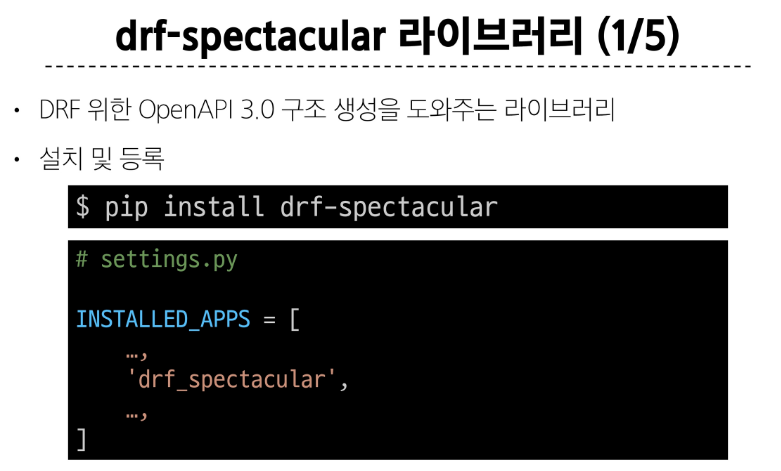 drf-spectacular 라이브러리 (1/5)
• DRF 위한 OpenAPI 3.0 구조 생성을 도와주는 라이브러리
• 설치 및 등록
$ pip install drf-spectacular
# settings.py
INSTALLED_APPS = [
    …,
    'drf_spectacular',
    …,
]